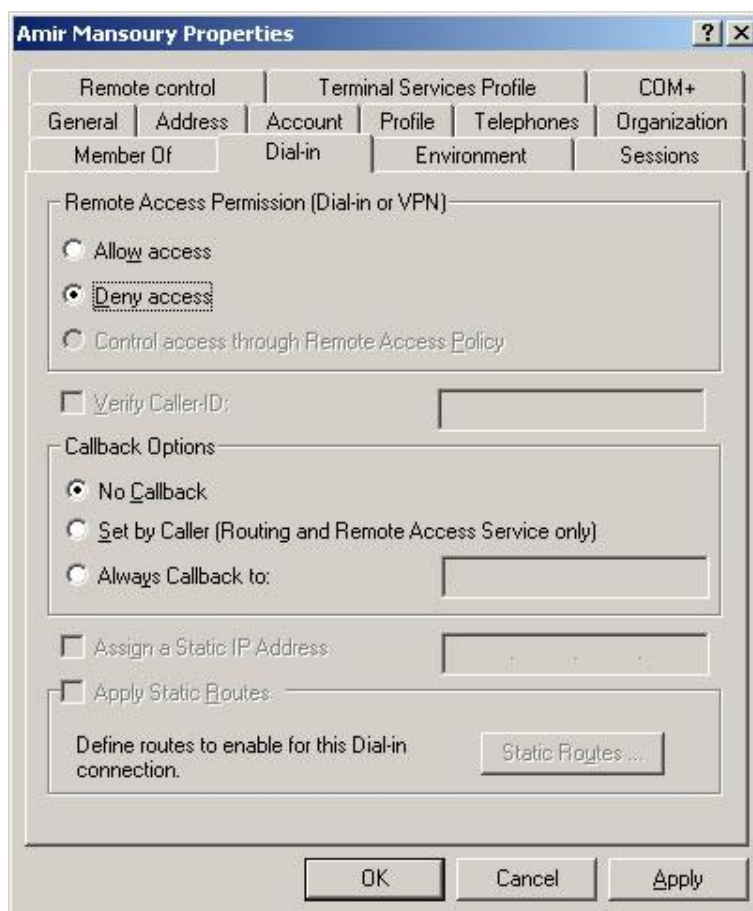 Amir Mansoury Properties
Remote control Terminal Services Profile COM+
General Address Account Profile Telephones Organization
Member Of Dial-in Environment Sessions
Remote Access Permission (Dial-in or VPN)
Allow access
Deny access
Control access through Remote Access Policy
Verify Caller-ID:
Callback Options
No Callback
Set by Caller (Routing and Remote Access Service only)
Always Callback to:
Assign a Static IP Address
Apply Static Routes
Define routes to enable for this Dial-in
connection.
Static Routes ...
OK Cancel Apply